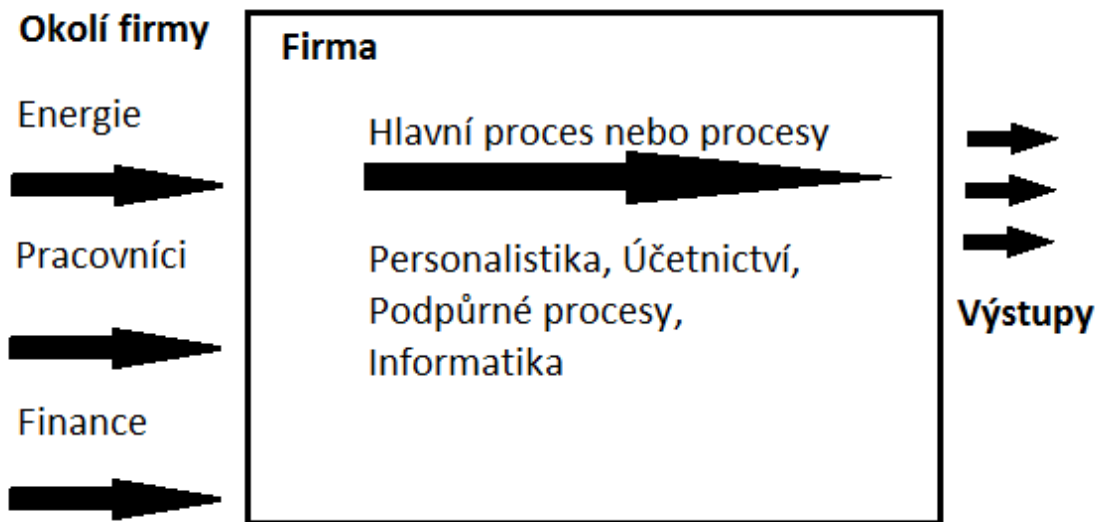 Okolí firmy
Energie
Pracovníci
Finance
Firma
Hlavní proces nebo procesy
Personalistika, Účetnictví,
Podpůrné procesy,
Informatika
Výstupy